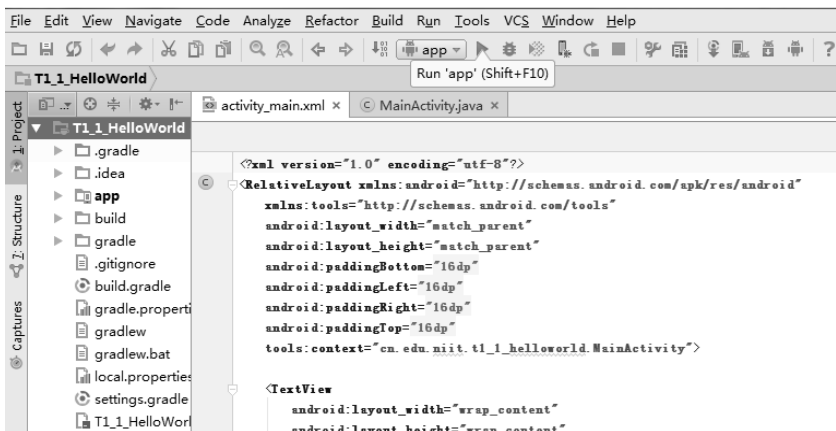 File Edit View Navigate Code Analyze Refactor Build Run Tools VCS Window Help
app
Run 'app' (Shift+F10)
T1_1_HelloWorld
1: Project
7: Structure
Captures
T1_1_HelloWorld
.gradle
.idea
app
build
gradle
.gitignore
build.gradle
gradle.properti
gradlew
gradlew.bat
local.properties
settings.gradle
T1_1_HelloWorl
activity_main.xml × MainActivity.java ×
<?xml version="1.0" encoding="utf-8"?>
<RelativeLayout xmlns:android="http://schemas.android.com/apk/res/android"
xmlns:tools="http://schemas.android.com/tools"
android:layout_width="match_parent"
android:layout_height="match_parent"
android:paddingBottom="16dp"
android:paddingLeft="16dp"
android:paddingRight="16dp"
android:paddingTop="16dp"
tools:context="cn.edu.niit.t1_1_helloworld.MainActivity">
<TextView
android:layout_width="wrap_content"
android:layout_height="wrap_content"